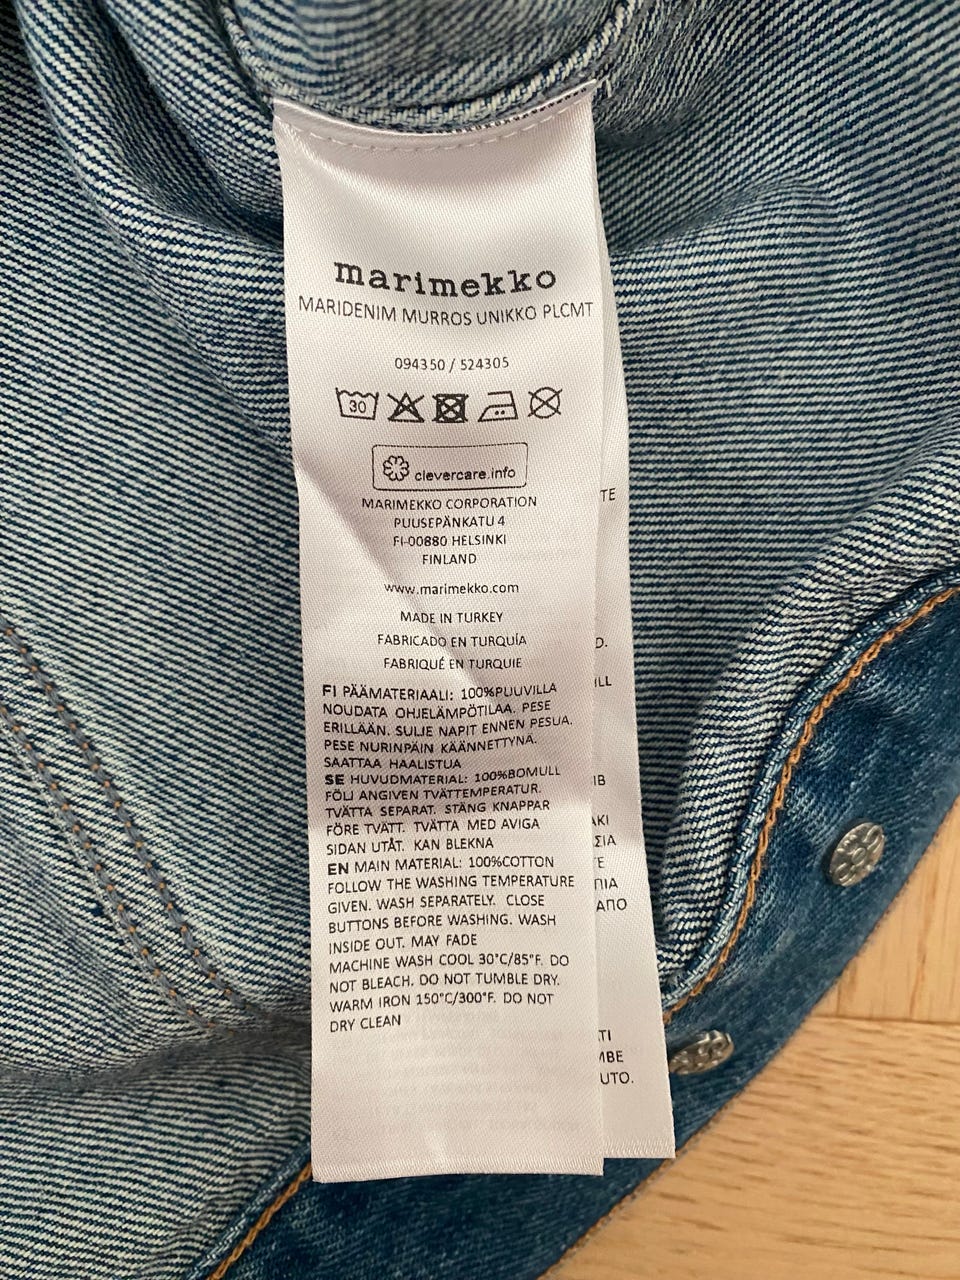 marimekko
MARIDENIM MURROS UNIKKO PLCMT
094350 / 524305
30
clevercare.info
MARIMEKKO CORPORATION
PUUSEPÄNKATU 4
FI-00880 HELSINKI
FINLAND
www.marimekko.com
MADE IN TURKEY
FABRICADO EN TURQUÍA
FABRIQUÉ EN TURQUIE
FI PÄÄMATERIAALI: 100%PUUVILLA
NOUDATA OHJELÄMPÖTILAA. PESE
ERILLÄÄN. SULJE NAPIT ENNEN PESUA.
PESE NURINPÄIN KÄÄNNETTYNÄ.
SAATTAA HAALISTUA
SE HUVUDMATERIAL: 100%BOMULL
FÖLJ ANGIVEN TVÄTTEMPERATUR.
TVÄTTA SEPARAT. STÄNG KNAPPAR
FÖRE TVÄTT. TVÄTTA MED AVIGA
SIDAN UTÅT. KAN BLEKNA
EN MAIN MATERIAL: 100%COTTON
FOLLOW THE WASHING TEMPERATURE
GIVEN. WASH SEPARATELY. CLOSE
BUTTONS BEFORE WASHING. WASH
INSIDE OUT. MAY FADE
MACHINE WASH COOL 30°C/85°F. DO
NOT BLEACH. DO NOT TUMBLE DRY.
WARM IRON 150°C/300°F. DO NOT
DRY CLEAN